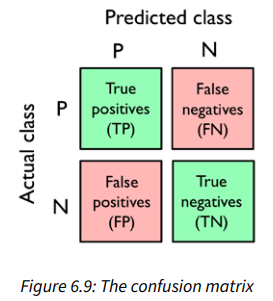 Predicted class
P N
Actual class
P
True
positives
(TP)
False
negatives
(FN)
N
False
positives
(FP)
True
negatives
(TN)
Figure 6.9: The confusion matrix